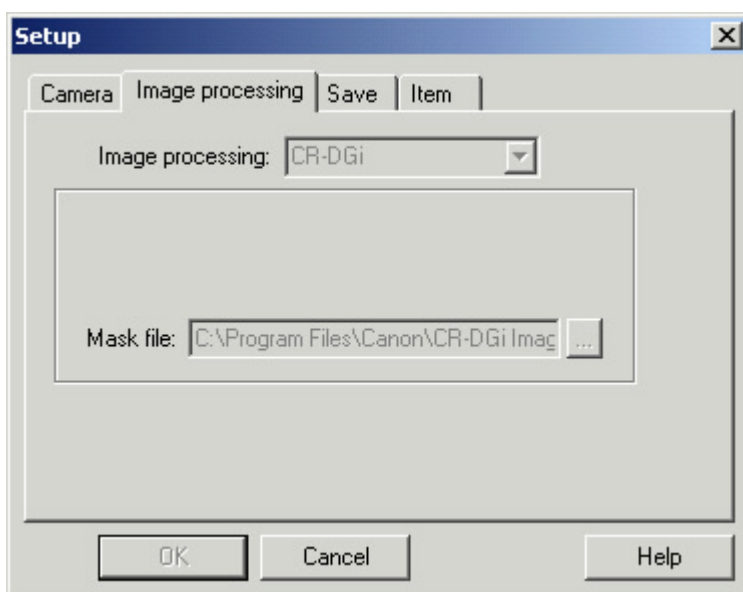 Setup
Camera Image processing Save Item
Image processing: CR-DGi
Mask file: C:\Program Files\Canon\CR-DGi Imag ...
OK Cancel Help